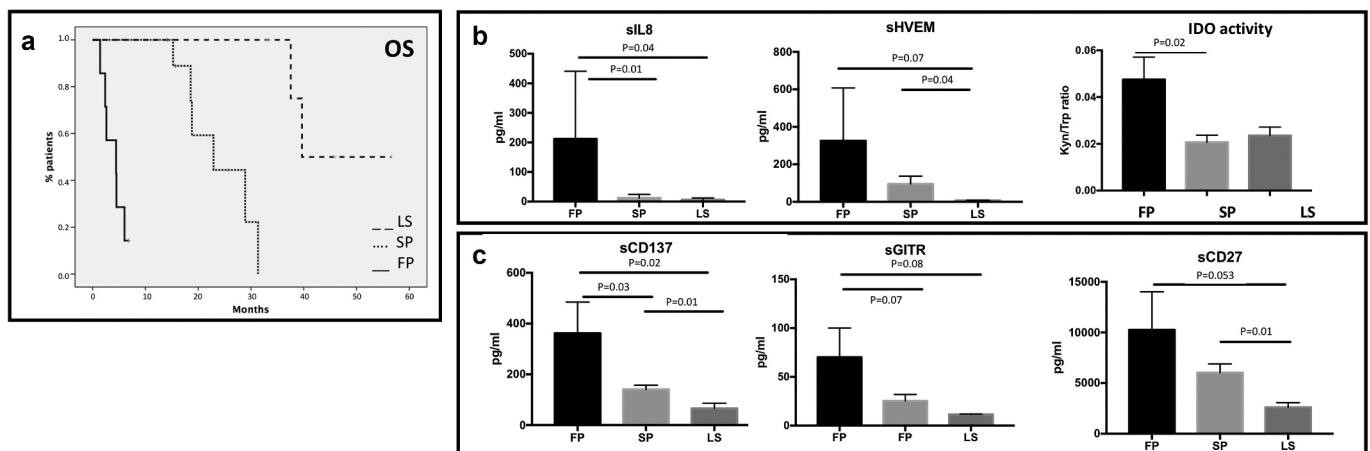 a
OS
1.0
0.8
0.6
0.4
0.2
0.0
% patients
LS
SP
FP
0 10 20 30 40 50 60
Months
b
sIL8
P=0.04
P=0.01
500
400
300
200
100
0
pg/ml
FP SP LS
sHVEM
P=0.07
P=0.04
800
600
400
200
0
pg/ml
FP SP LS
IDO activity
P=0.02
0.06
0.04
0.02
0.00
Kyn/Trp ratio
FP SP LS
c
sCD137
P=0.02
P=0.03
P=0.01
600
400
200
0
pg/ml
FP SP LS
sGITR
P=0.08
P=0.07
150
100
50
0
pg/ml
FP FP LS
sCD27
P=0.053
P=0.01
15000
10000
5000
0
pg/ml
FP SP LS